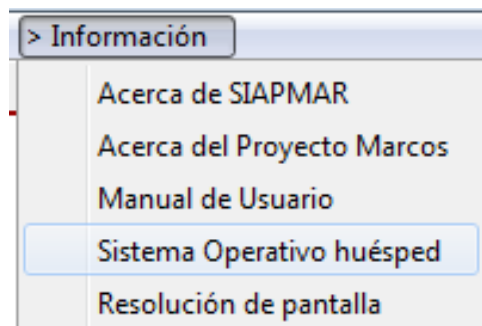 > Información
Acerca de SIAPMAR
Acerca del Proyecto Marcos
Manual de Usuario
Sistema Operativo huésped
Resolución de pantalla